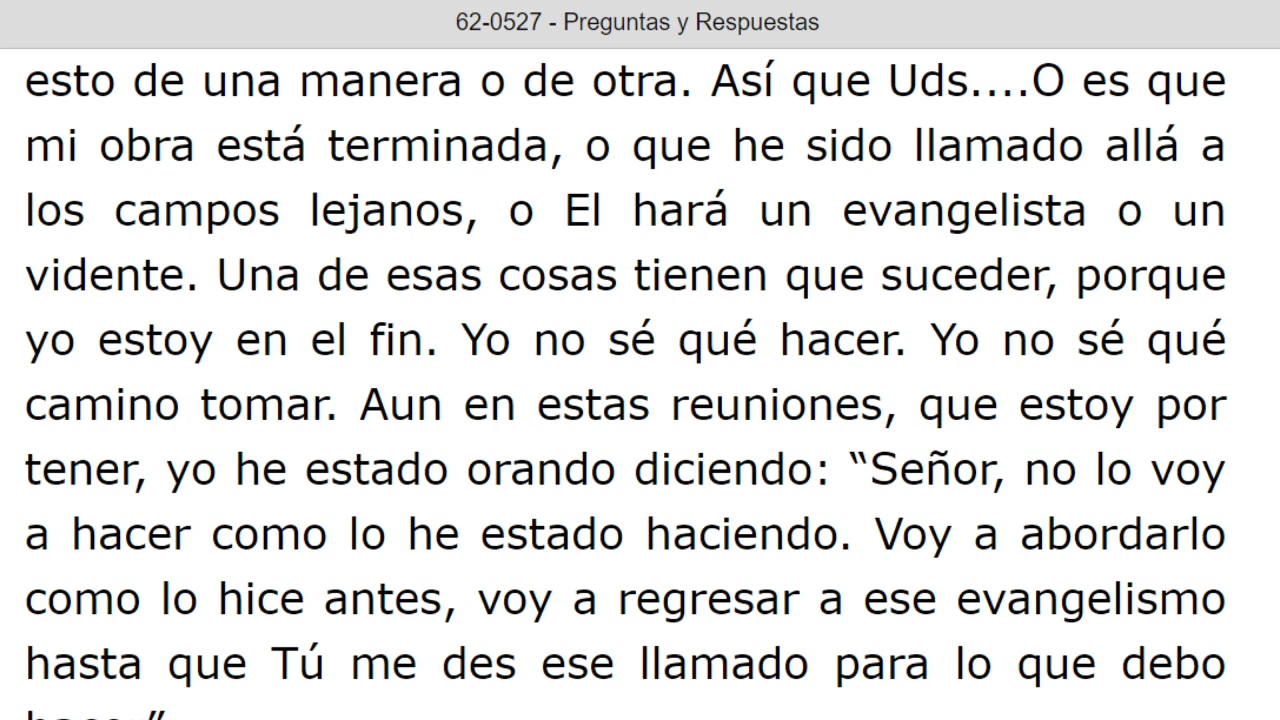 62-0527 - Preguntas y Respuestas
esto de una manera o de otra. Así que Uds....O es que
mi obra está terminada, o que he sido llamado allá a
los campos lejanos, o El hará un evangelista o un
vidente. Una de esas cosas tienen que suceder, porque
yo estoy en el fin. Yo no sé qué hacer. Yo no sé qué
camino tomar. Aun en estas reuniones, que estoy por
tener, yo he estado orando diciendo: “Señor, no lo voy
a hacer como lo he estado haciendo. Voy a abordarlo
como lo hice antes, voy a regresar a ese evangelismo
hasta que Tú me des ese llamado para lo que debo